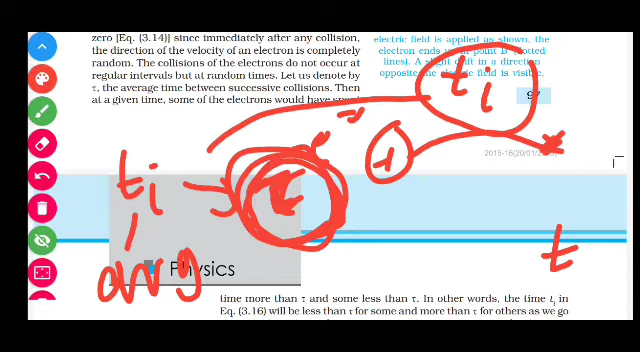 zero [Eq. (3.14)] since immediately after any collision,
the direction of the velocity of an electron is completely
random. The collisions of the electrons do not occur at
regular intervals but at random times. Let us denote by
τ, the average time between successive collisions. Then
at a given time, some of the electrons would have spent
electric field is applied as shown, the
electron ends up at point B′ (dotted
lines). A slight drift in a direction
opposite the electric field is visible.
97
2015-16(20/01/
ti
1
ti
τ
avg
t
Physics
time more than τ and some less than τ. In other words, the time ti in
Eq. (3.16) will be less than τ for some and more than τ for others as we go